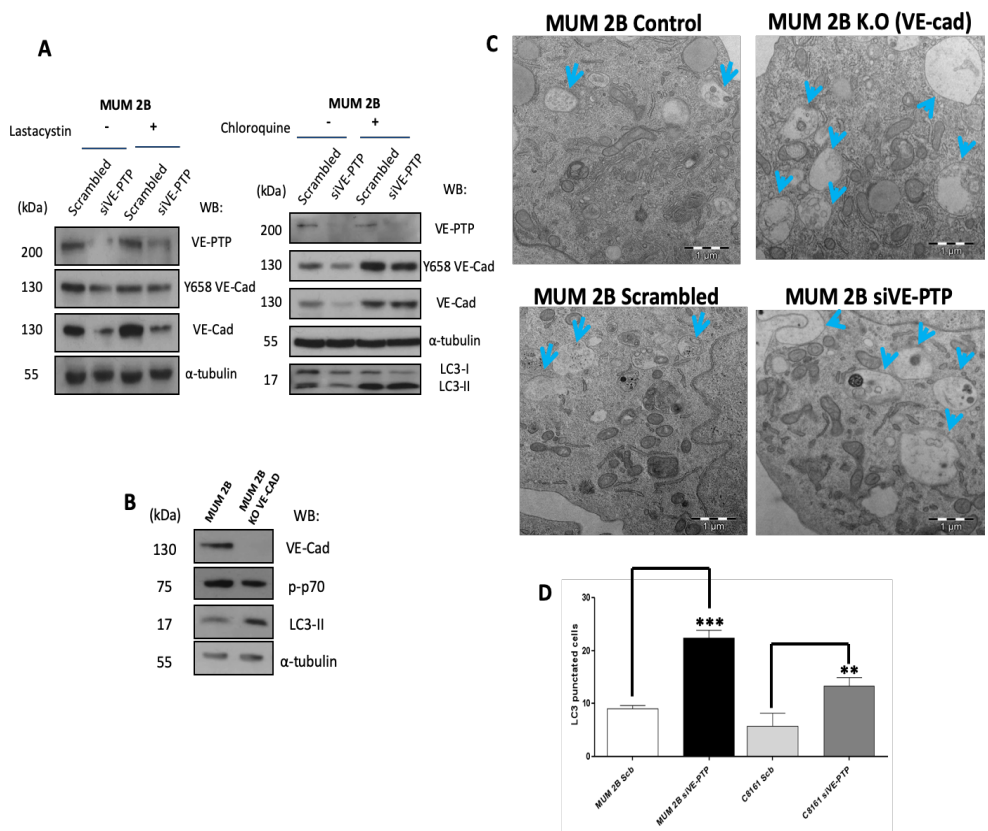 A
MUM 2B
Lastacystin - +
Scrambled siVE-PTP Scrambled siVE-PTP
(kDa) WB:
200 VE-PTP
130 Y658 VE-Cad
130 VE-Cad
55 α-tubulin
MUM 2B
Chloroquine - +
Scrambled siVE-PTP Scrambled siVE-PTP
(kDa) WB:
200 VE-PTP
130 Y658 VE-Cad
130 VE-Cad
55 α-tubulin
17 LC3-I
LC3-II
B
MUM 2B MUM 2B KO VE-CAD
(kDa) WB:
130 VE-Cad
75 p-p70
17 LC3-II
55 α-tubulin
C
MUM 2B Control
1 µm
MUM 2B K.O (VE-cad)
1 µm
MUM 2B Scrambled
1 µm
MUM 2B siVE-PTP
1 µm
D
LC3 punctated cells
30
20
10
0
***
**
MUM 2B Scb
MUM 2B siVE-PTP
C8161 Scb
C8161 siVE-PTP